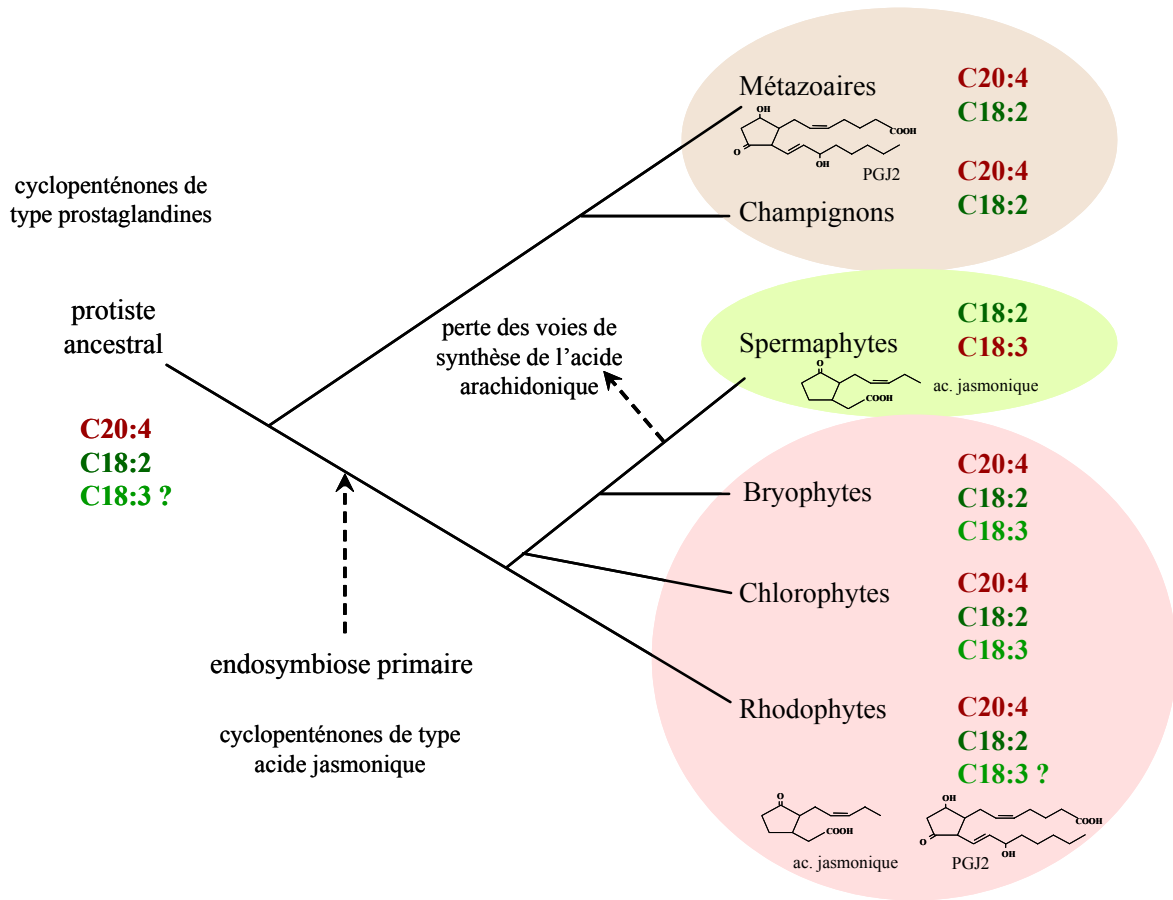 Métazoaires
C20:4
C18:2
OH
COOH
O
OH
PGJ2
cyclopenténones de
type prostaglandines
C20:4
C18:2
Champignons
protiste
ancestral
perte des voies de
synthèse de l'acide
arachidonique
C18:2
C18:3
Spermaphytes
O
COOH
ac. jasmonique
C20:4
C18:2
C18:3 ?
C20:4
C18:2
C18:3
Bryophytes
C20:4
C18:2
C18:3
Chlorophytes
endosymbiose primaire
Rhodophytes
C20:4
C18:2
C18:3 ?
cyclopenténones de type
acide jasmonique
O
COOH
ac. jasmonique
OH
COOH
O
OH
PGJ2